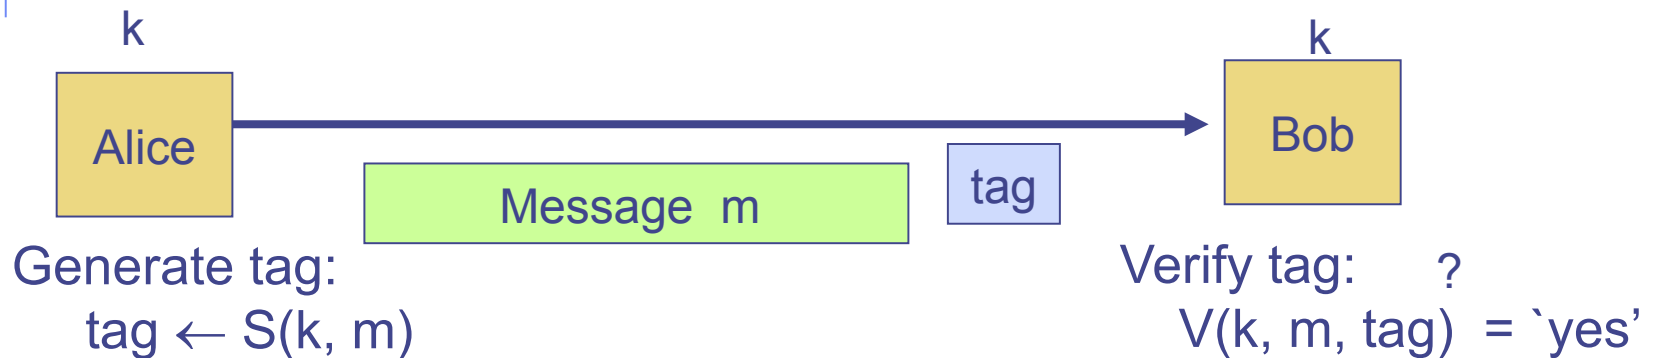 k
k
Alice
Bob
Message m
tag
Generate tag:
tag ← S(k, m)
Verify tag: ?
V(k, m, tag) = `yes’